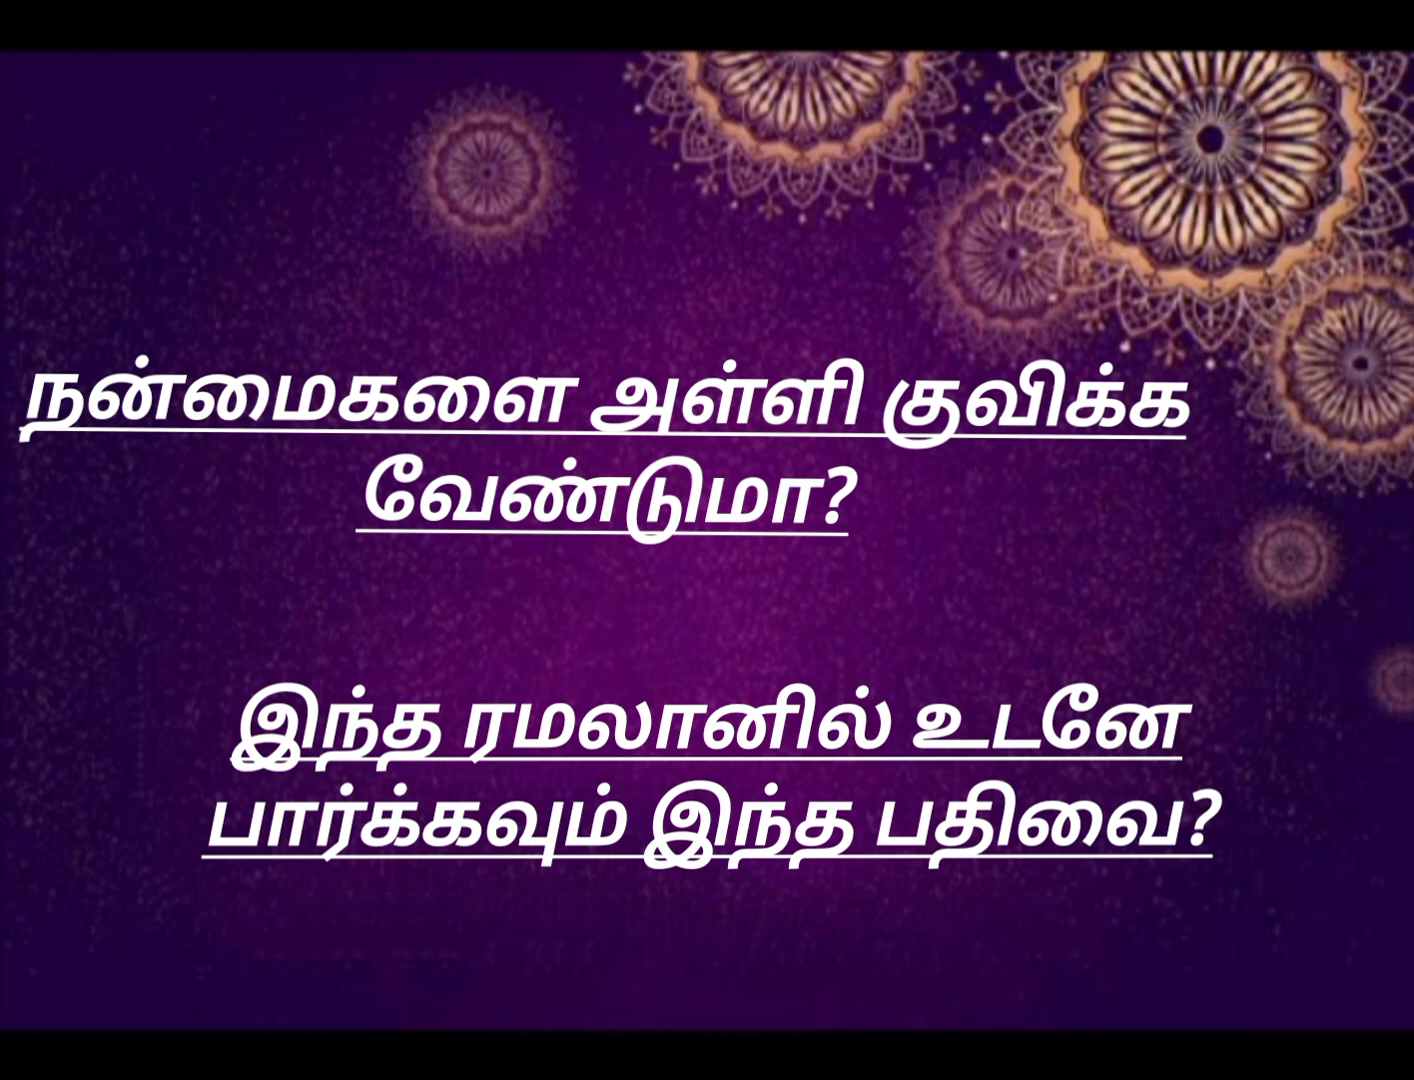 நன்மைகளை அள்ளி குவிக்க
வேண்டுமா?
இந்த ரமலானில் உடனே
பார்க்கவும் இந்த பதிவை?